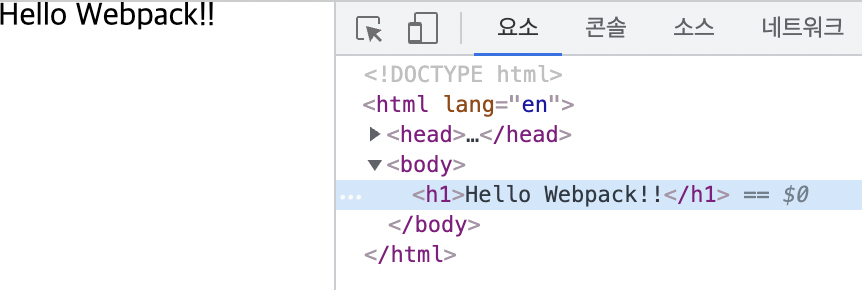 Hello Webpack!!
요소 콘솔 소스 네트워크
<!DOCTYPE html>
<html lang="en">
▶<head>…</head>
▼<body>
… <h1>Hello Webpack!!</h1> == $0
</body>
</html>